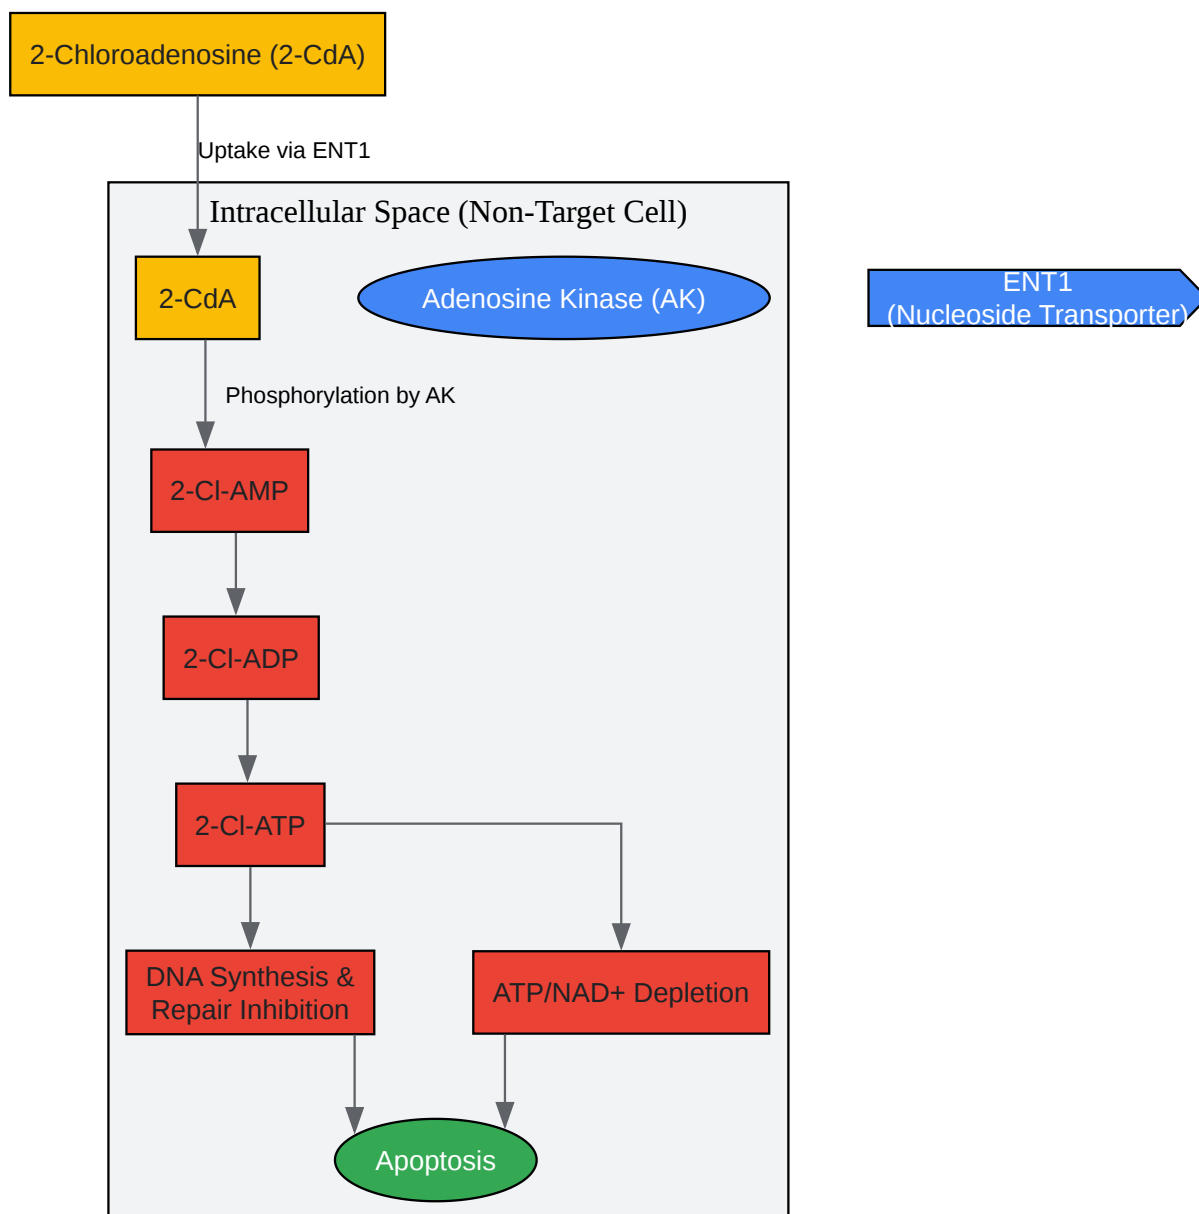 2-Chloroadenosine (2-CdA)
Uptake via ENT1
Intracellular Space (Non-Target Cell)
2-CdA
Adenosine Kinase (AK)
ENT1
(Nucleoside Transporter)
Phosphorylation by AK
2-Cl-AMP
2-Cl-ADP
2-Cl-ATP
DNA Synthesis &
Repair Inhibition
ATP/NAD+ Depletion
Apoptosis